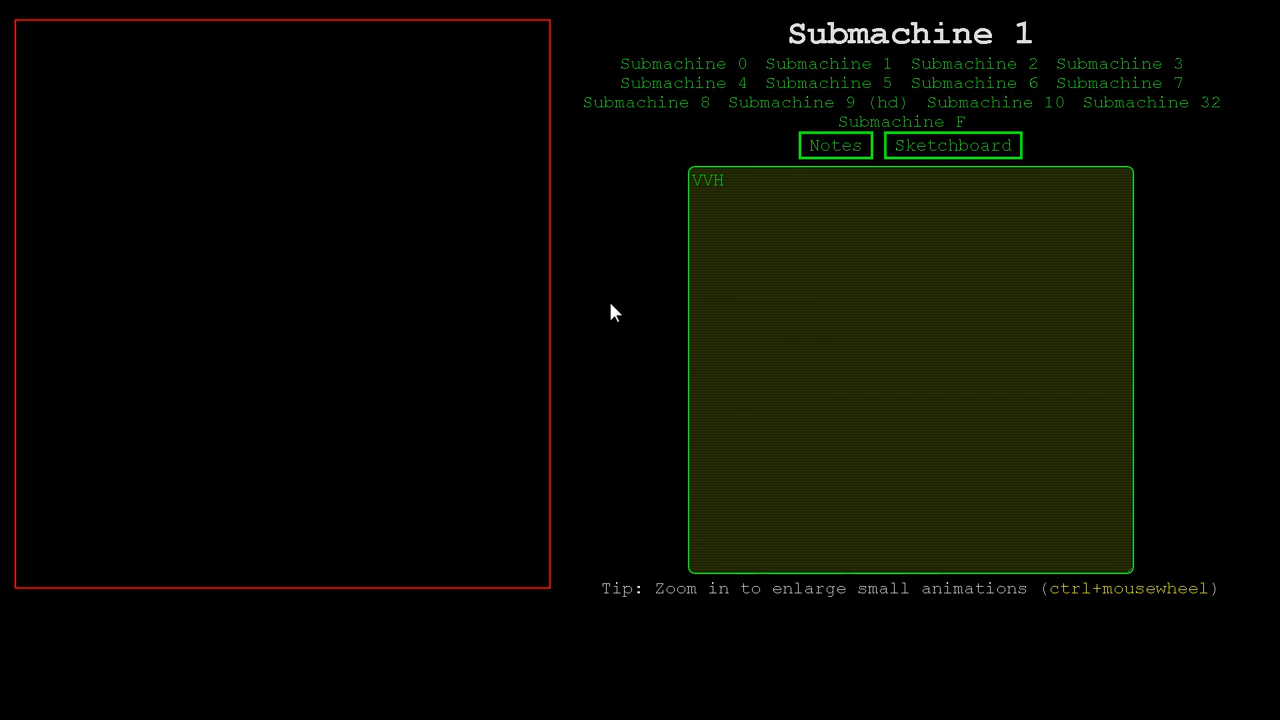 Submachine 1
Submachine 0 Submachine 1 Submachine 2 Submachine 3
Submachine 4 Submachine 5 Submachine 6 Submachine 7
Submachine 8 Submachine 9 (hd) Submachine 10 Submachine 32
Submachine F
Notes Sketchboard
VVH
Tip: Zoom in to enlarge small animations (ctrl+mousewheel)